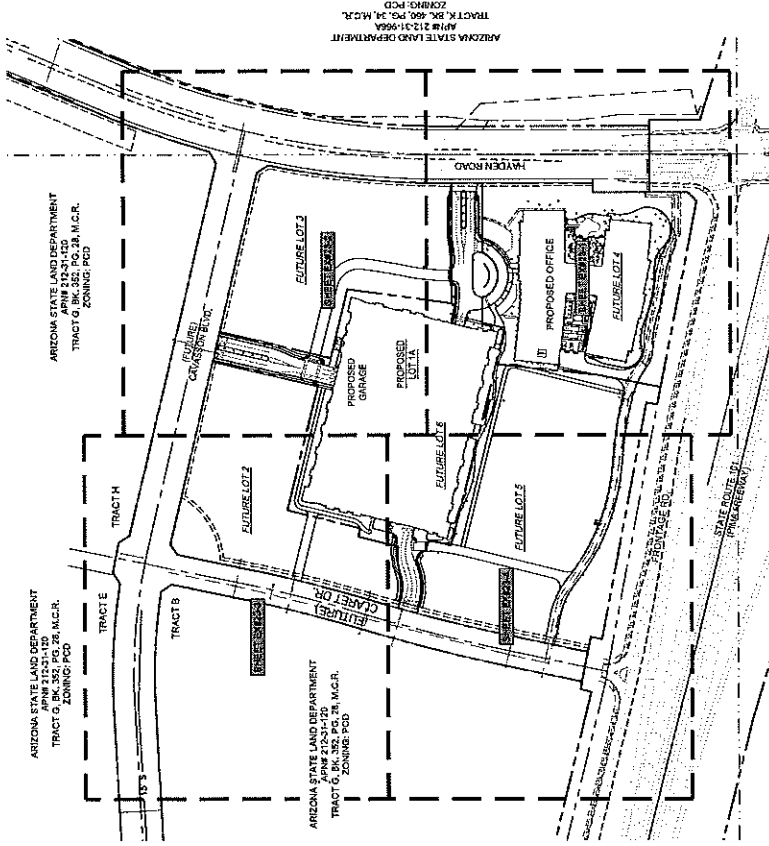 ARIZONA STATE LAND DEPARTMENT
APN# 212-31-966A
TRACT K, BK. 460, PG. 34, M.C.R.
ZONING: PCD
ARIZONA STATE LAND DEPARTMENT
APN# 212-31-120
TRACT G, BK. 352, PG. 28, M.C.R.
ZONING: PCD
HAYDEN ROAD
FUTURE LOT 3
(FUTURE)
CAVASSON BLVD.
PROPOSED OFFICE
FUTURE LOT 4
PROPOSED
GARAGE
PROPOSED
LOT 1A
FUTURE LOT 6
FUTURE LOT 2
FUTURE LOT 5
TRACT H
TRACT E
TRACT B
(FUTURE)
CLARET DR.
FRONTAGE RD.
STATE ROUTE 101
(PIMA FREEWAY)
ARIZONA STATE LAND DEPARTMENT
APN# 212-31-120
TRACT G, BK. 352, PG. 28, M.C.R.
ZONING: PCD
ARIZONA STATE LAND DEPARTMENT
APN# 212-31-120
TRACT G, BK. 352, PG. 28, M.C.R.
ZONING: PCD